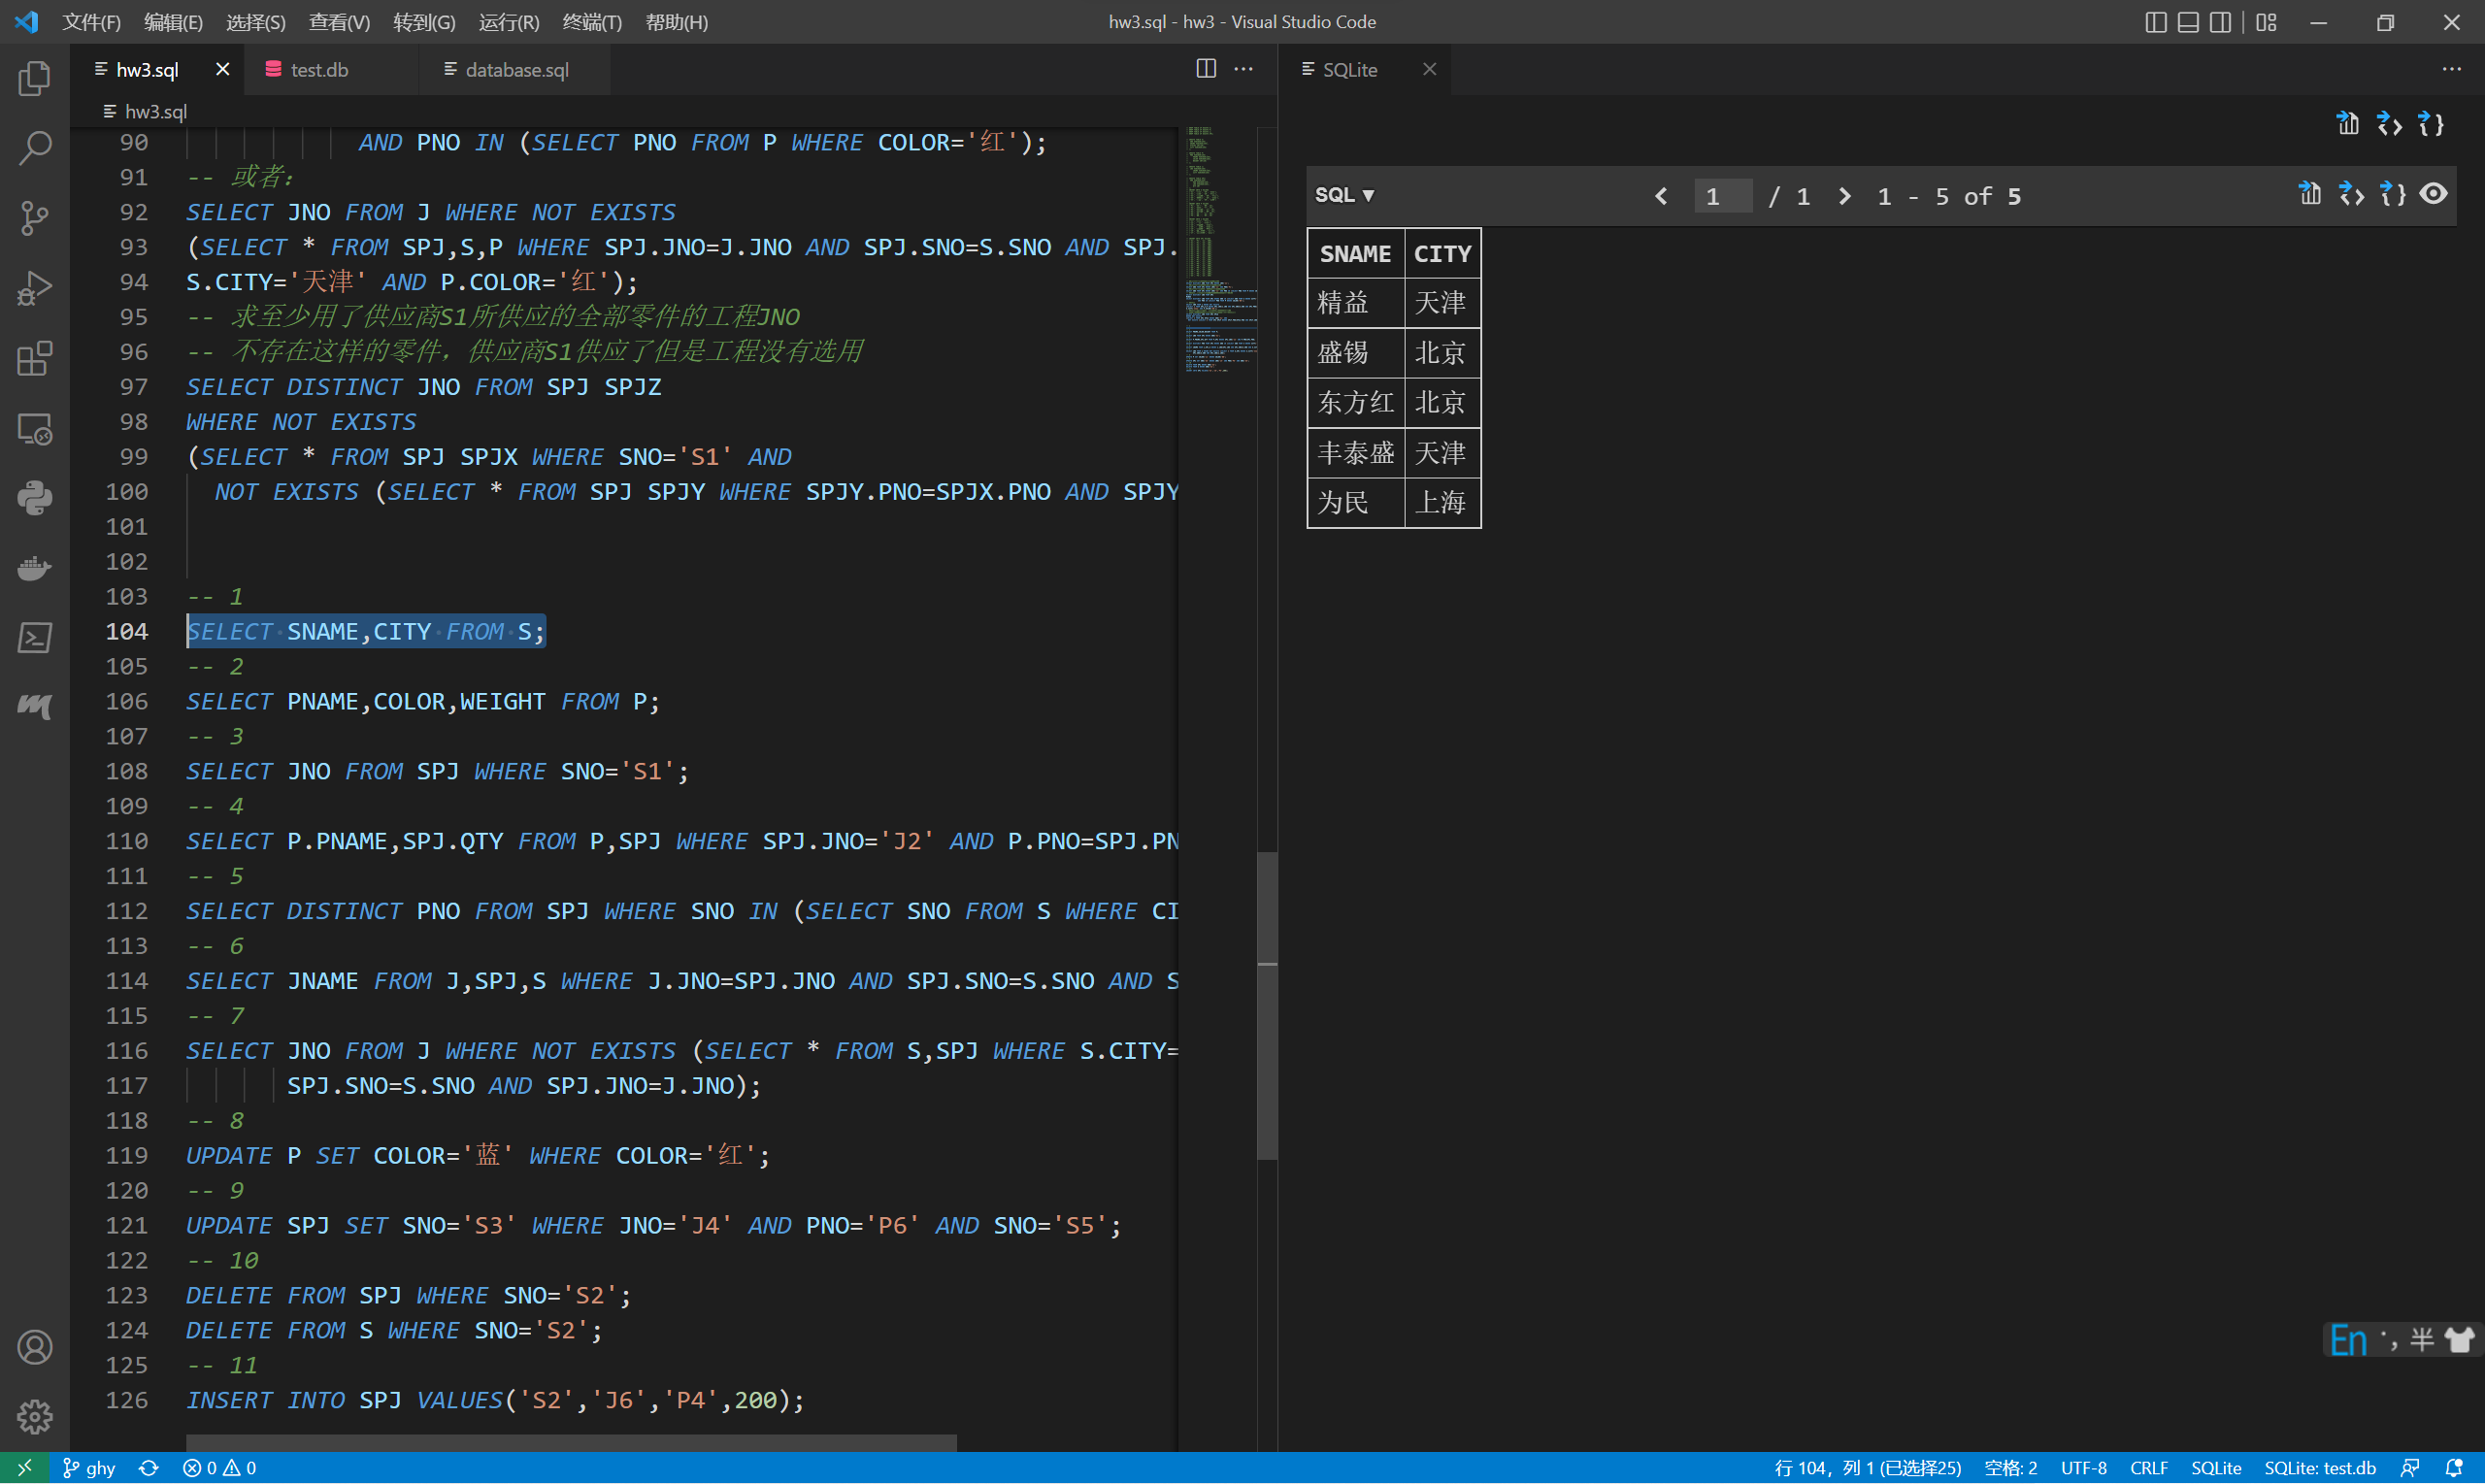 文件(F) 编辑(E) 选择(S) 查看(V) 转到(G) 运行(R) 终端(T) 帮助(H)
hw3.sql - hw3 - Visual Studio Code
hw3.sql
test.db
database.sql
SQLite
hw3.sql
90 AND PNO IN (SELECT PNO FROM P WHERE COLOR='红');
91 -- 或者:
92 SELECT JNO FROM J WHERE NOT EXISTS
93 (SELECT * FROM SPJ,S,P WHERE SPJ.JNO=J.JNO AND SPJ.SNO=S.SNO AND SPJ.
94 S.CITY='天津' AND P.COLOR='红');
95 -- 求至少用了供应商S1所供应的全部零件的工程JNO
96 -- 不存在这样的零件，供应商S1供应了但是工程没有选用
97 SELECT DISTINCT JNO FROM SPJ SPJZ
98 WHERE NOT EXISTS
99 (SELECT * FROM SPJ SPJX WHERE SNO='S1' AND
100 NOT EXISTS (SELECT * FROM SPJ SPJY WHERE SPJY.PNO=SPJX.PNO AND SPJY
101
102
103 -- 1
104 SELECT SNAME,CITY FROM S;
105 -- 2
106 SELECT PNAME,COLOR,WEIGHT FROM P;
107 -- 3
108 SELECT JNO FROM SPJ WHERE SNO='S1';
109 -- 4
110 SELECT P.PNAME,SPJ.QTY FROM P,SPJ WHERE SPJ.JNO='J2' AND P.PNO=SPJ.PN
111 -- 5
112 SELECT DISTINCT PNO FROM SPJ WHERE SNO IN (SELECT SNO FROM S WHERE CI
113 -- 6
114 SELECT JNAME FROM J,SPJ,S WHERE J.JNO=SPJ.JNO AND SPJ.SNO=S.SNO AND S
115 -- 7
116 SELECT JNO FROM J WHERE NOT EXISTS (SELECT * FROM S,SPJ WHERE S.CITY=
117 SPJ.SNO=S.SNO AND SPJ.JNO=J.JNO);
118 -- 8
119 UPDATE P SET COLOR='蓝' WHERE COLOR='红';
120 -- 9
121 UPDATE SPJ SET SNO='S3' WHERE JNO='J4' AND PNO='P6' AND SNO='S5';
122 -- 10
123 DELETE FROM SPJ WHERE SNO='S2';
124 DELETE FROM S WHERE SNO='S2';
125 -- 11
126 INSERT INTO SPJ VALUES('S2','J6','P4',200);
SQL ▼ 1 / 1 1 - 5 of 5
SNAME CITY
精益 天津
盛锡 北京
东方红 北京
丰泰盛 天津
为民 上海
En 半
ghy 0 0 行 104，列 1 (已选择25) 空格: 2 UTF-8 CRLF SQLite SQLite: test.db